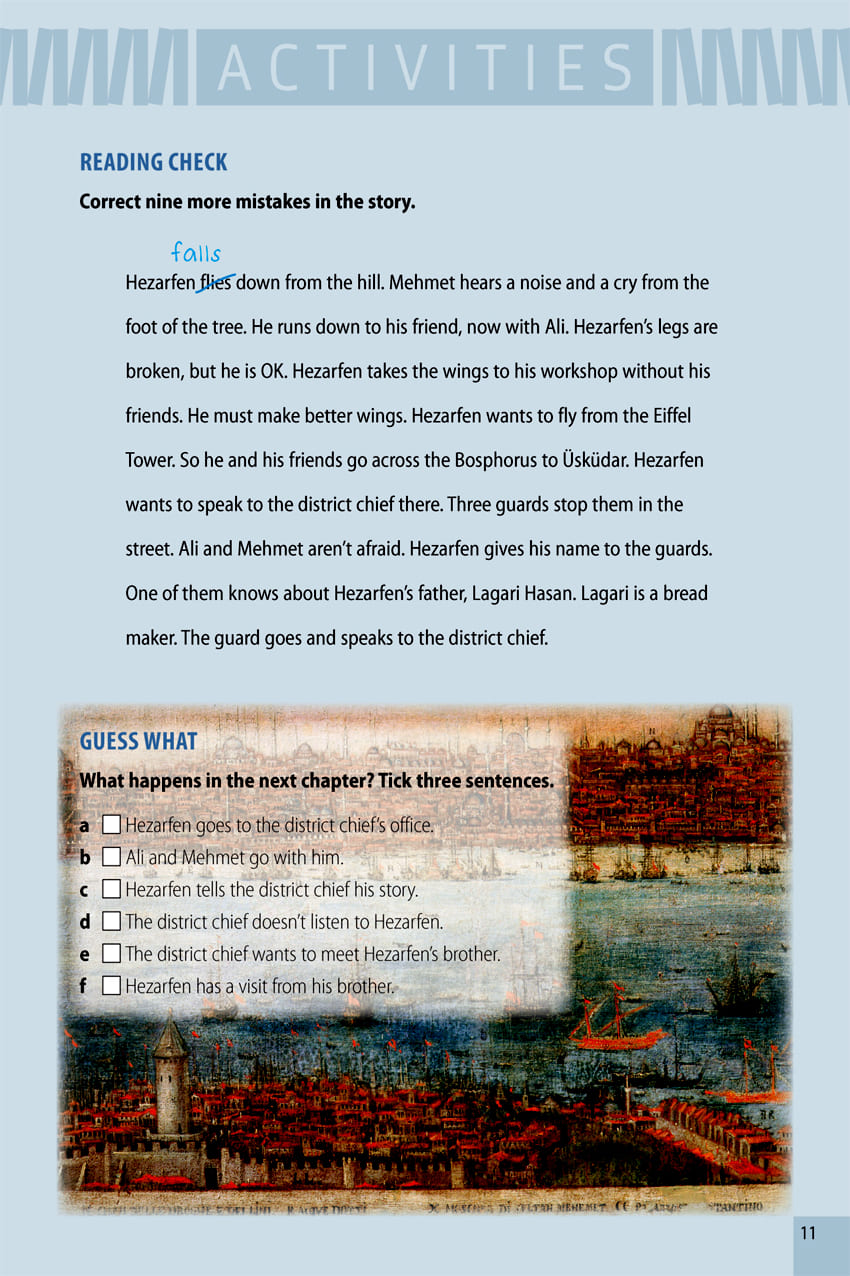 ACTIVITIES
READING CHECK
Correct nine more mistakes in the story.
falls
Hezarfen flies down from the hill. Mehmet hears a noise and a cry from the
foot of the tree. He runs down to his friend, now with Ali. Hezarfen’s legs are
broken, but he is OK. Hezarfen takes the wings to his workshop without his
friends. He must make better wings. Hezarfen wants to fly from the Eiffel
Tower. So he and his friends go across the Bosphorus to Üsküdar. Hezarfen
wants to speak to the district chief there. Three guards stop them in the
street. Ali and Mehmet aren’t afraid. Hezarfen gives his name to the guards.
One of them knows about Hezarfen’s father, Lagari Hasan. Lagari is a bread
maker. The guard goes and speaks to the district chief.
GUESS WHAT
What happens in the next chapter? Tick three sentences.
a Hezarfen goes to the district chief’s office.
b Ali and Mehmet go with him.
c Hezarfen tells the district chief his story.
d The district chief doesn’t listen to Hezarfen.
e The district chief wants to meet Hezarfen’s brother.
f Hezarfen has a visit from his brother.
11